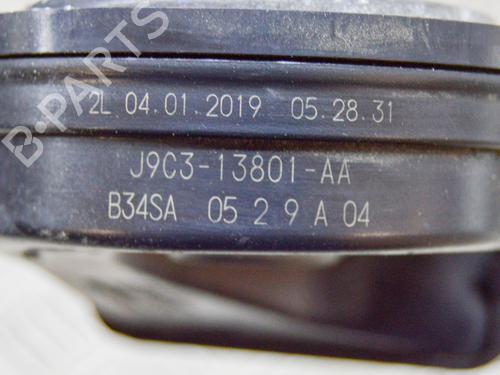 B-PARTS
2L 04.01.2019 05.28.31
J9C3-13801-AA
B34SA 05 2 9 A 04